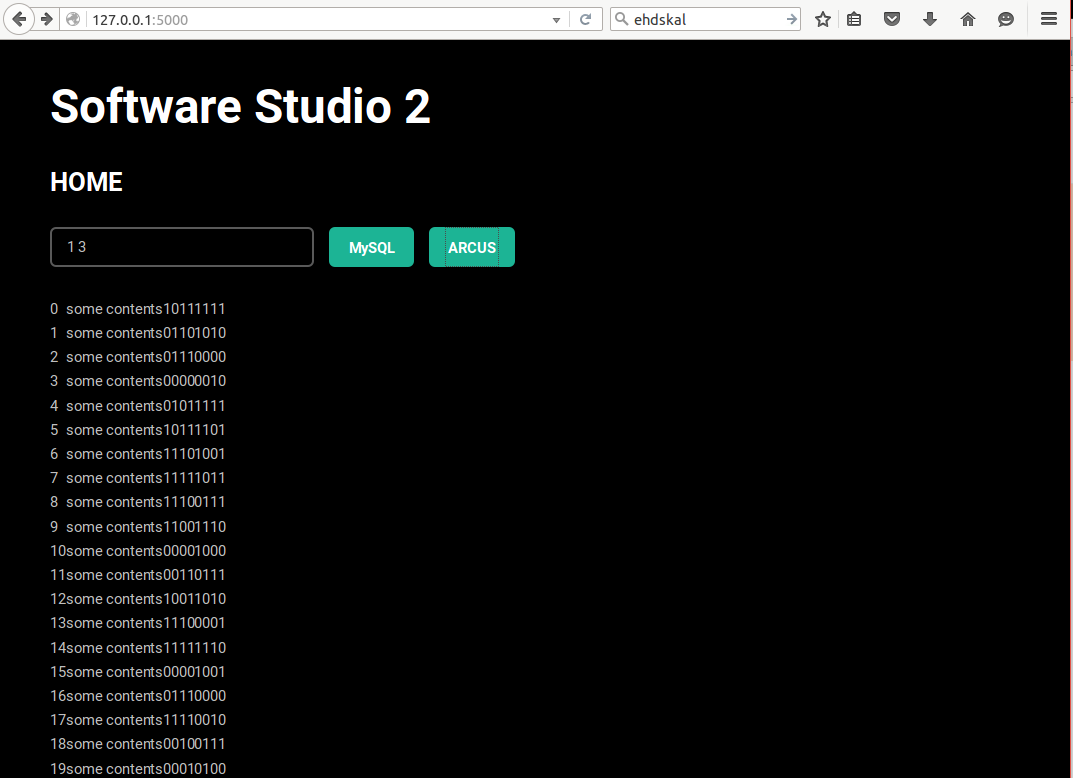 127.0.0.1:5000
ehdskal
Software Studio 2
HOME
1 3
MySQL
ARCUS
0 some contents10111111
1 some contents01101010
2 some contents01110000
3 some contents00000010
4 some contents01011111
5 some contents10111101
6 some contents11101001
7 some contents11111011
8 some contents11100111
9 some contents11001110
10some contents00001000
11some contents00110111
12some contents10011010
13some contents11100001
14some contents11111110
15some contents00001001
16some contents01110000
17some contents11110010
18some contents00100111
19some contents00010100